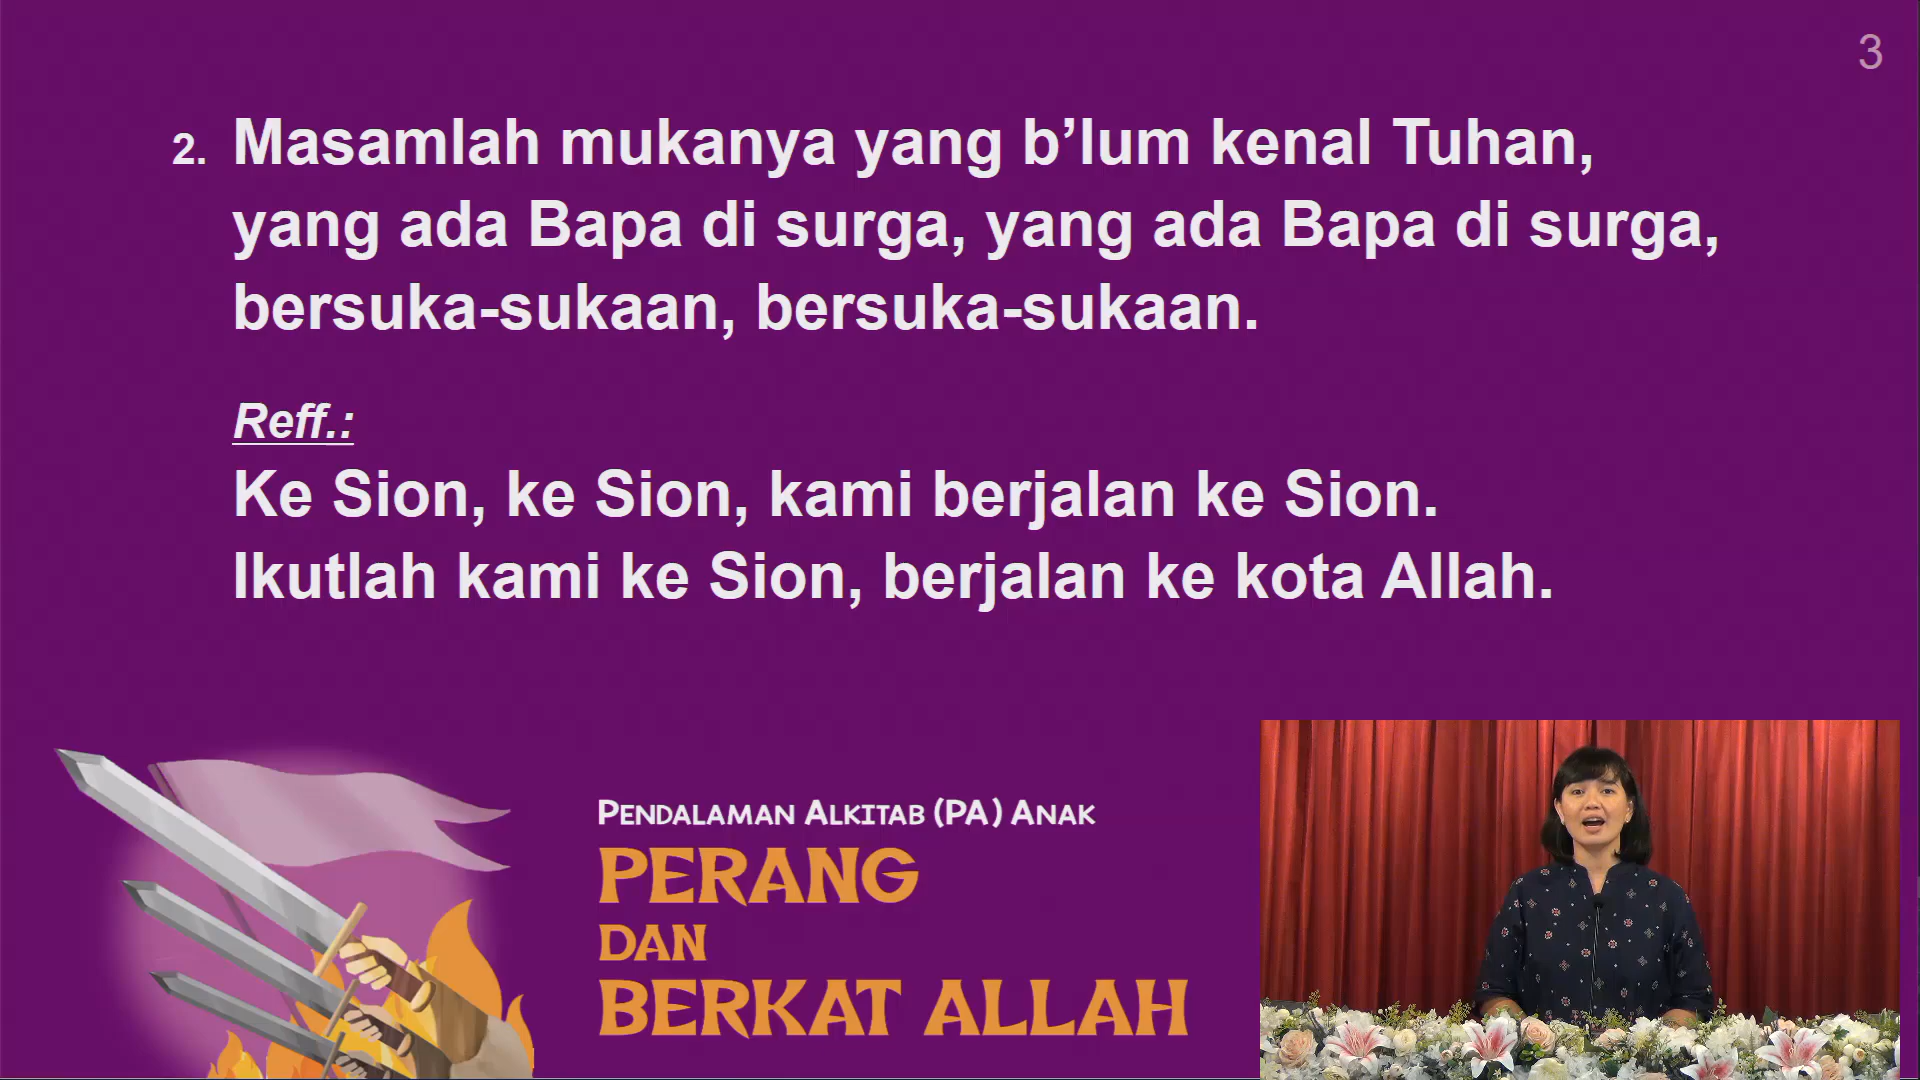 3
2. Masamlah mukanya yang b’lum kenal Tuhan,
yang ada Bapa di surga, yang ada Bapa di surga,
bersuka-sukaan, bersuka-sukaan.
Reff.:
Ke Sion, ke Sion, kami berjalan ke Sion.
Ikutlah kami ke Sion, berjalan ke kota Allah.
PENDALAMAN ALKITAB (PA) ANAK
PERANG
DAN
BERKAT ALLAH